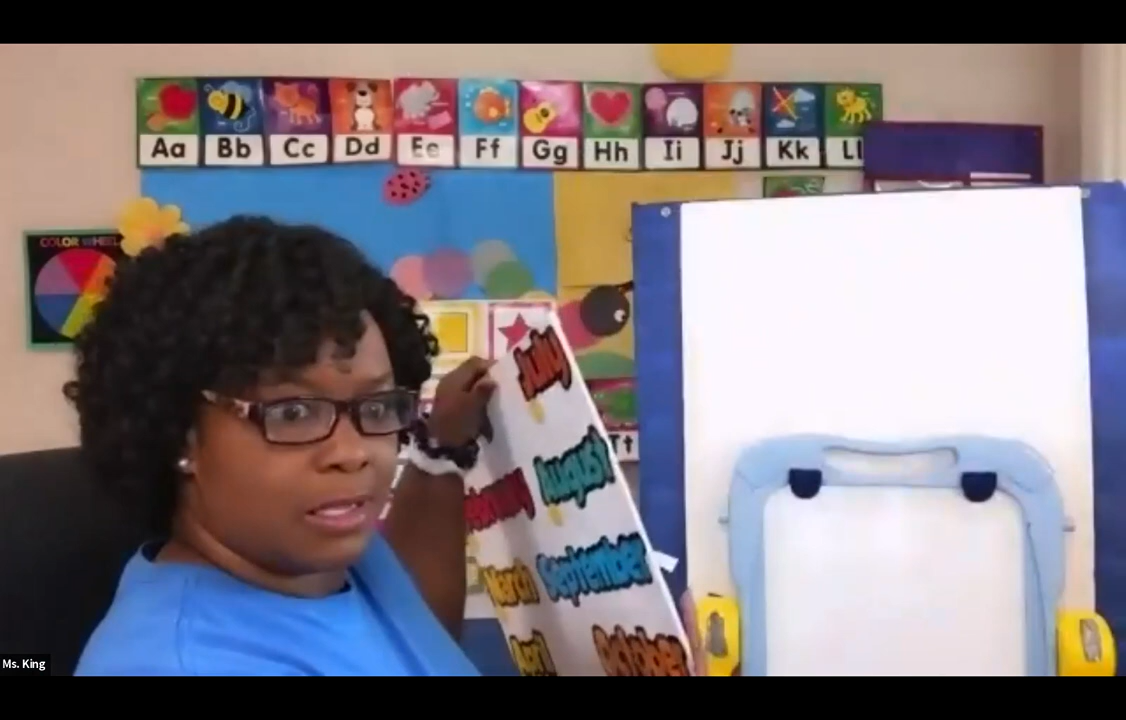 Aa Bb Cc Dd Ee Ff Gg Hh Ii Jj Kk Ll
COLOR WHEEL
July
August
September
March
October
April
Tt
Ms. King